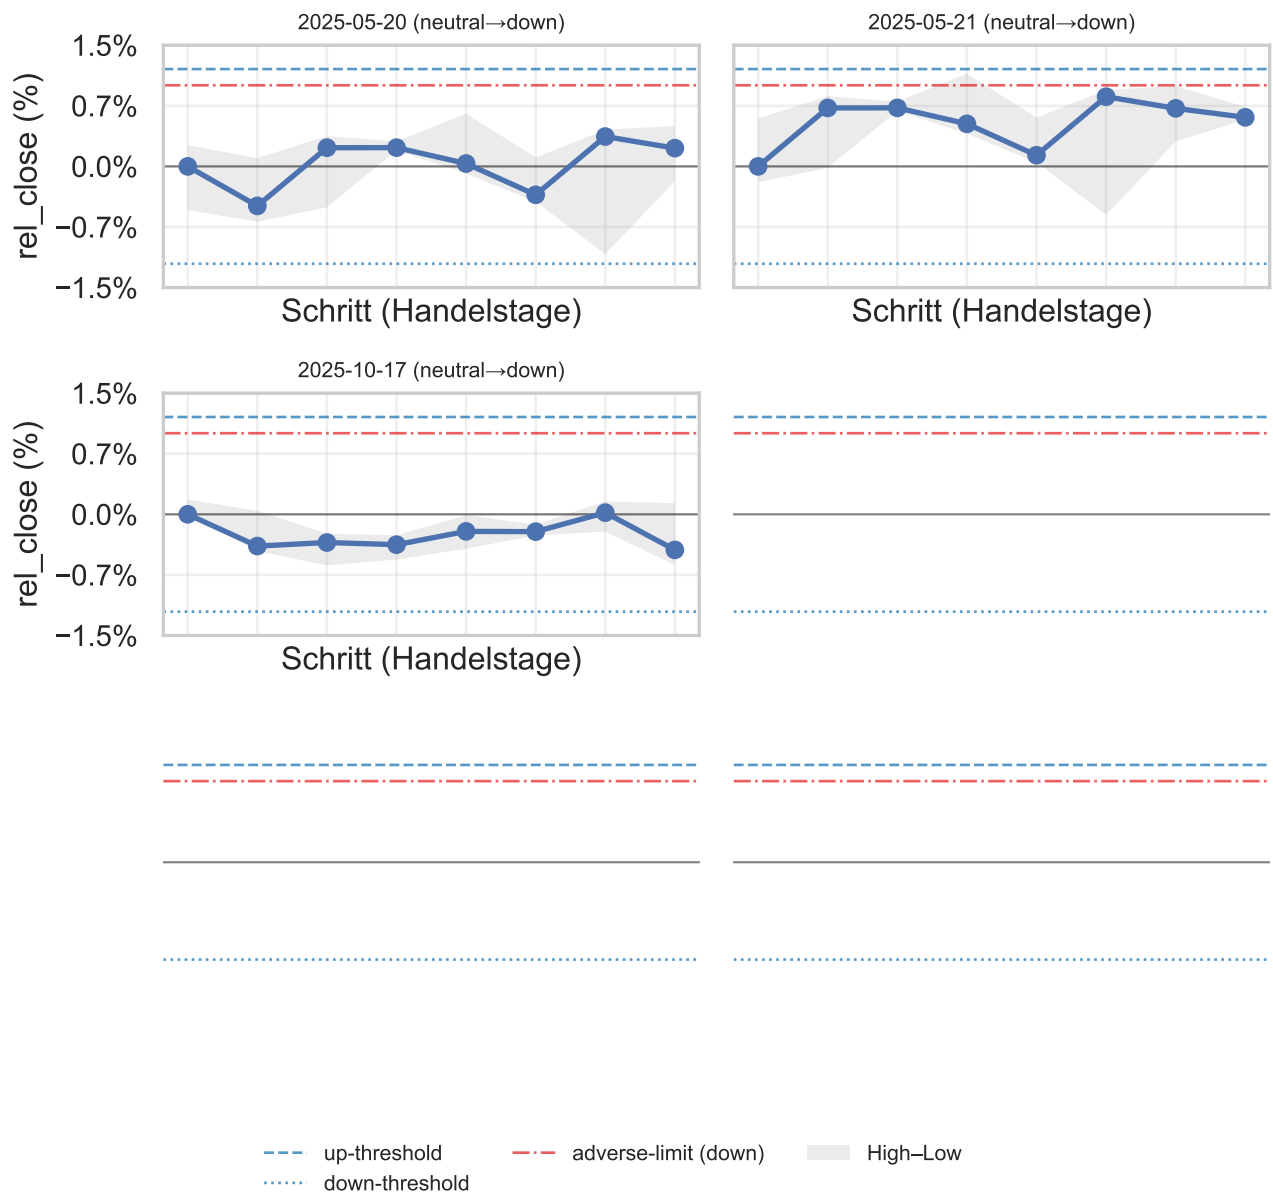 2025-05-20 (neutral→down)
2025-05-21 (neutral→down)
1.5%
0.7%
0.0%
−0.7%
−1.5%
rel_close (%)
Schritt (Handelstage)
Schritt (Handelstage)
2025-10-17 (neutral→down)
1.5%
0.7%
0.0%
−0.7%
−1.5%
rel_close (%)
Schritt (Handelstage)
up-threshold
adverse-limit (down)
High–Low
down-threshold